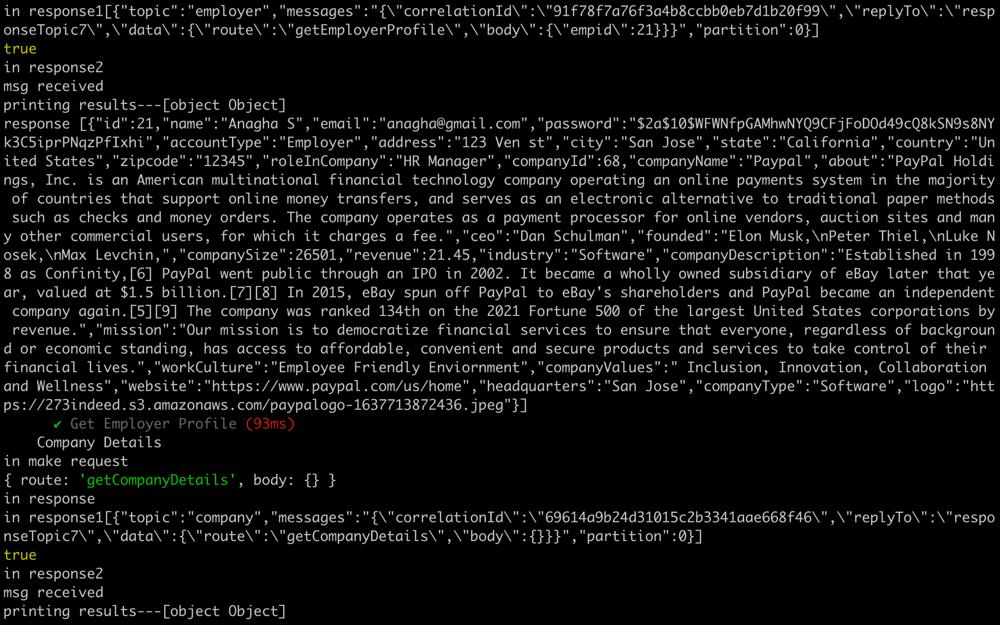 in response1[{"topic":"employer","messages":"{\"correlationId\":\"91f78f7a76f3a4b8ccbb0eb7d1b20f99\",\"replyTo\":\"resp
onseTopic7\",\"data\":{\"route\":\"getEmployerProfile\",\"body\":{\"empid\":21}}}","partition":0}]
true
in response2
msg received
printing results---[object Object]
response [{"id":21,"name":"Anagha S","email":"anagha@gmail.com","password":"$2a$10$WFWNfpGAMhwNYQ9CFjFoDOd49cQ8kSN9s8NY
k3C5iprPNqzPfIxhi","accountType":"Employer","address":"123 Ven st","city":"San Jose","state":"California","country":"Un
ited States","zipcode":"12345","roleInCompany":"HR Manager","companyId":68,"companyName":"Paypal","about":"PayPal Holdi
ngs, Inc. is an American multinational financial technology company operating an online payments system in the majority
 of countries that support online money transfers, and serves as an electronic alternative to traditional paper methods
 such as checks and money orders. The company operates as a payment processor for online vendors, auction sites and man
y other commercial users, for which it charges a fee.","ceo":"Dan Schulman","founded":"Elon Musk,\nPeter Thiel,\nLuke N
osek,\nMax Levchin,","companySize":26501,"revenue":21.45,"industry":"Software","companyDescription":"Established in 199
8 as Confinity,[6] PayPal went public through an IPO in 2002. It became a wholly owned subsidiary of eBay later that ye
ar, valued at $1.5 billion.[7][8] In 2015, eBay spun off PayPal to eBay's shareholders and PayPal became an independent
 company again.[5][9] The company was ranked 134th on the 2021 Fortune 500 of the largest United States corporations by
 revenue.","mission":"Our mission is to democratize financial services to ensure that everyone, regardless of backgroun
d or economic standing, has access to affordable, convenient and secure products and services to take control of their
financial lives.","workCulture":"Employee Friendly Enviornment","companyValues":" Inclusion, Innovation, Collaboration
and Wellness","website":"https://www.paypal.com/us/home","headquarters":"San Jose","companyType":"Software","logo":"htt
ps://273indeed.s3.amazonaws.com/paypalogo-1637713872436.jpeg"}]
✔ Get Employer Profile (93ms)
Company Details
in make request
{ route: 'getCompanyDetails', body: {} }
in response
in response1[{"topic":"company","messages":"{\"correlationId\":\"69614a9b24d31015c2b3341aae668f46\",\"replyTo\":\"respo
nseTopic7\",\"data\":{\"route\":\"getCompanyDetails\",\"body\":{}}}","partition":0}]
true
in response2
msg received
printing results---[object Object]